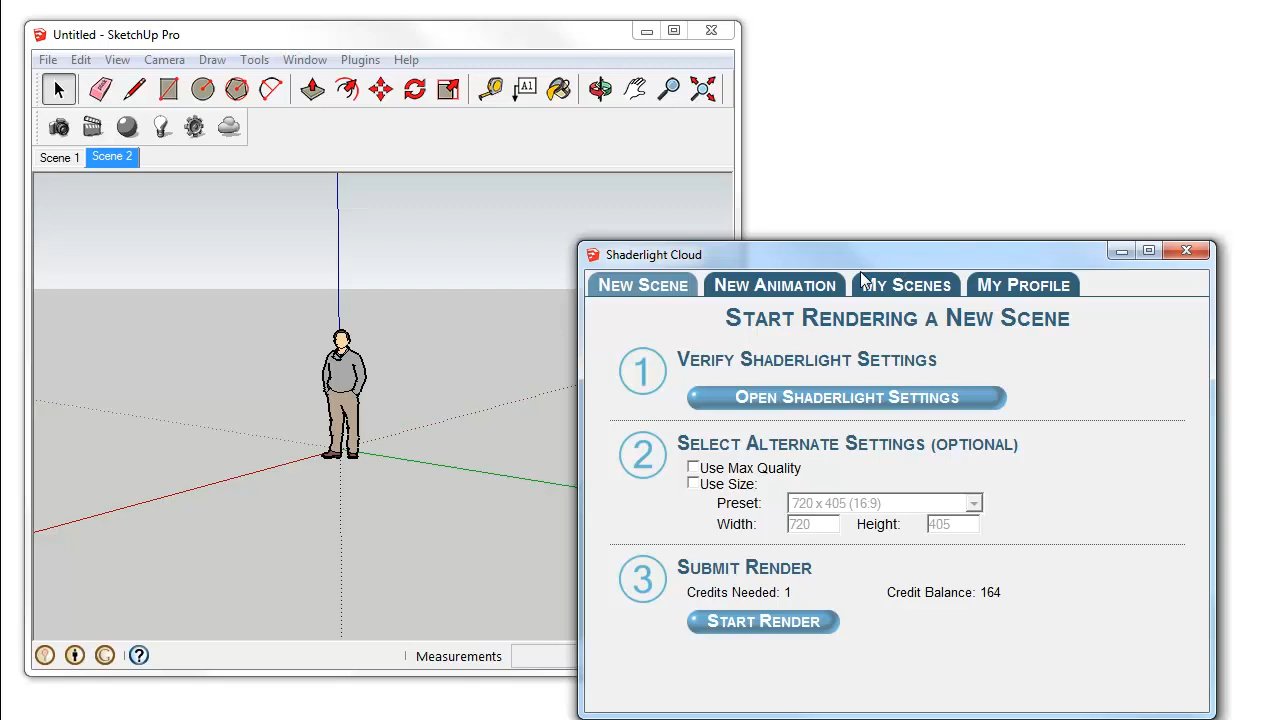 Untitled - SketchUp Pro
File Edit View Camera Draw Tools Window Plugins Help
A1
Scene 1 Scene 2
Measurements
Shaderlight Cloud
NEW SCENE NEW ANIMATION MY SCENES MY PROFILE
START RENDERING A NEW SCENE
1 VERIFY SHADERLIGHT SETTINGS
OPEN SHADERLIGHT SETTINGS
2 SELECT ALTERNATE SETTINGS (OPTIONAL)
Use Max Quality
Use Size:
Preset: 720 x 405 (16:9)
Width: 720 Height: 405
3 SUBMIT RENDER
Credits Needed: 1 Credit Balance: 164
START RENDER